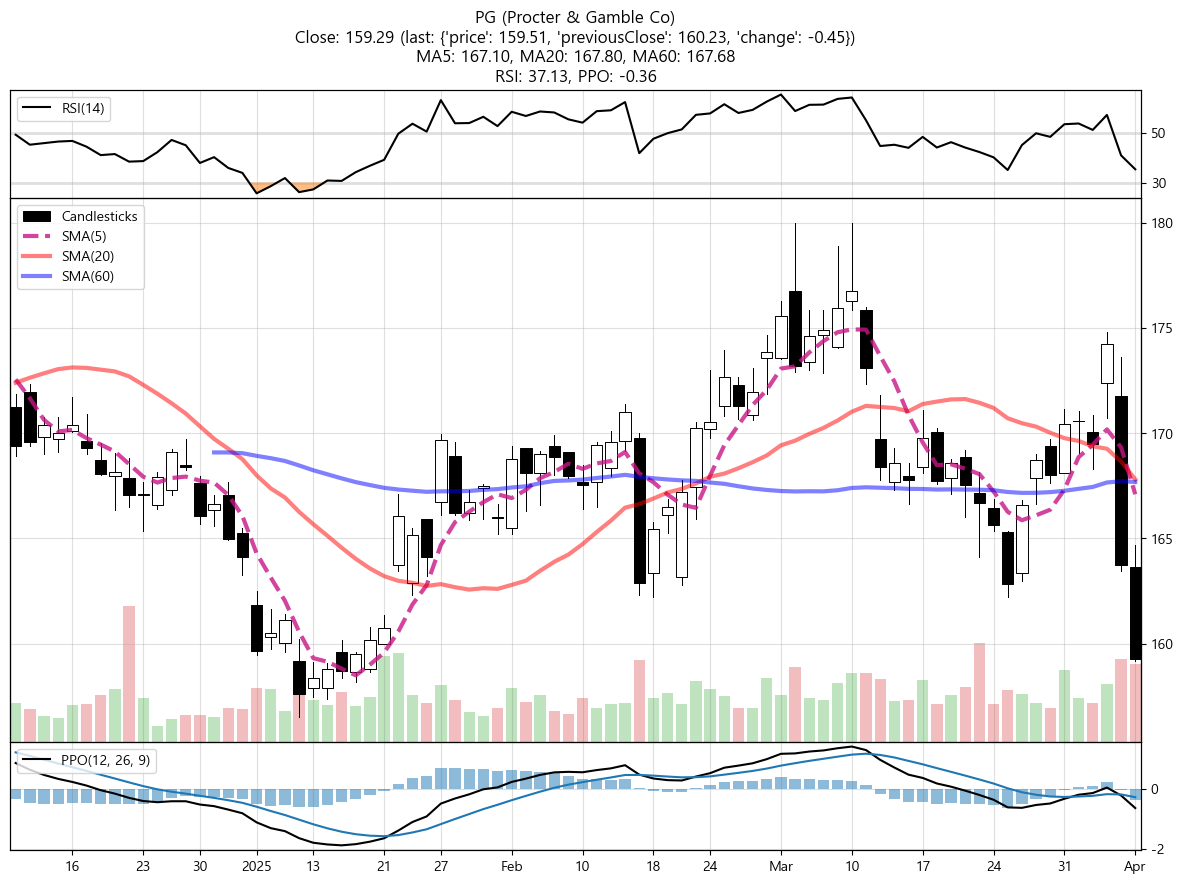 PG (Procter & Gamble Co)
Close: 159.29 (last: {'price': 159.51, 'previousClose': 160.23, 'change': -0.45})
MA5: 167.10, MA20: 167.80, MA60: 167.68
RSI: 37.13, PPO: -0.36
RSI(14)
50
30
Candlesticks
SMA(5)
SMA(20)
SMA(60)
180
175
170
165
160
PPO(12, 26, 9)
0
-2
16 23 30 2025 13 21 27 Feb 10 18 24 Mar 10 17 24 31 Apr